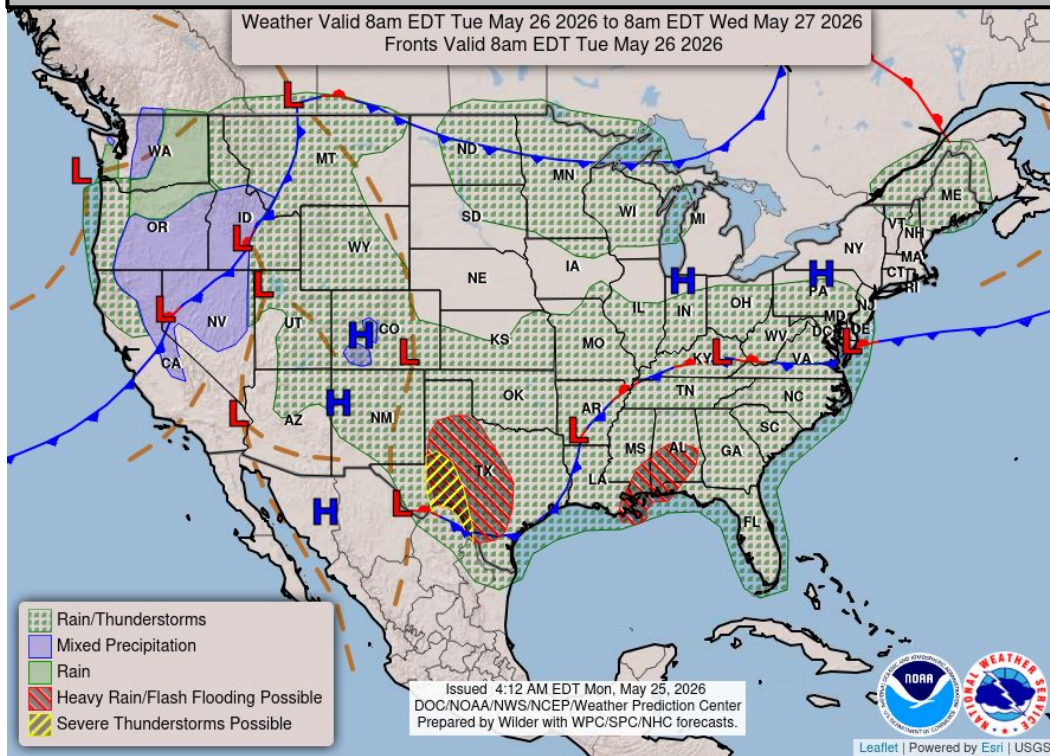 Weather Valid 8am EDT Tue May 26 2026 to 8am EDT Wed May 27 2026
Fronts Valid 8am EDT Tue May 26 2026
L
L
WA
MT
ND
MN
ME
OR
ID
SD
WI
MI
VT
NH
L
WY
NY
MA
CT
RI
L
NE
IA
H
H
PA
L
NV
UT
H
CO
KS
IL
IN
OH
NJ
MD
DE
DC
L
CA
L
MO
KY
L
WV
VA
L
AZ
H
NM
OK
AR
L
TN
NC
SC
TX
MS
AL
GA
LA
H
L
FL
Rain/Thunderstorms
Mixed Precipitation
Rain
Heavy Rain/Flash Flooding Possible
Severe Thunderstorms Possible
Issued 4:12 AM EDT Mon, May 25, 2026
DOC/NOAA/NWS/NCEP/Weather Prediction Center
Prepared by Wilder with WPC/SPC/NHC forecasts.
NOAA
NATIONAL WEATHER SERVICE
Leaflet | Powered by Esri | USGS